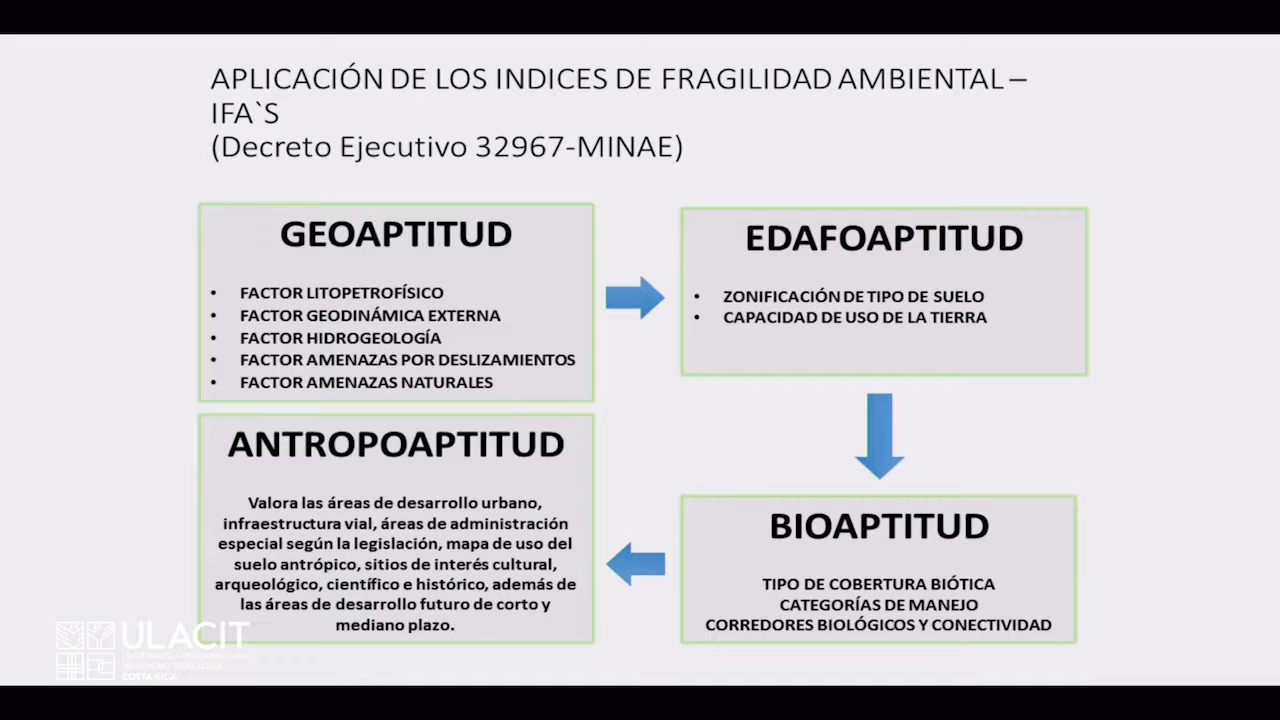 APLICACIÓN DE LOS INDICES DE FRAGILIDAD AMBIENTAL –
IFA`S
(Decreto Ejecutivo 32967-MINAE)
GEOAPTITUD
• FACTOR LITOPETROFÍSICO
• FACTOR GEODINÁMICA EXTERNA
• FACTOR HIDROGEOLOGÍA
• FACTOR AMENAZAS POR DESLIZAMIENTOS
• FACTOR AMENAZAS NATURALES
EDAFOAPTITUD
• ZONIFICACIÓN DE TIPO DE SUELO
• CAPACIDAD DE USO DE LA TIERRA
BIOAPTITUD
TIPO DE COBERTURA BIÓTICA
CATEGORÍAS DE MANEJO
CORREDORES BIOLÓGICOS Y CONECTIVIDAD
ANTROPOAPTITUD
Valora las áreas de desarrollo urbano,
infraestructura vial, áreas de administración
especial según la legislación, mapa de uso del
suelo antrópico, sitios de interés cultural,
arqueológico, científico e histórico, además de
las áreas de desarrollo futuro de corto y
mediano plazo.
ULACIT
COSTA RICA